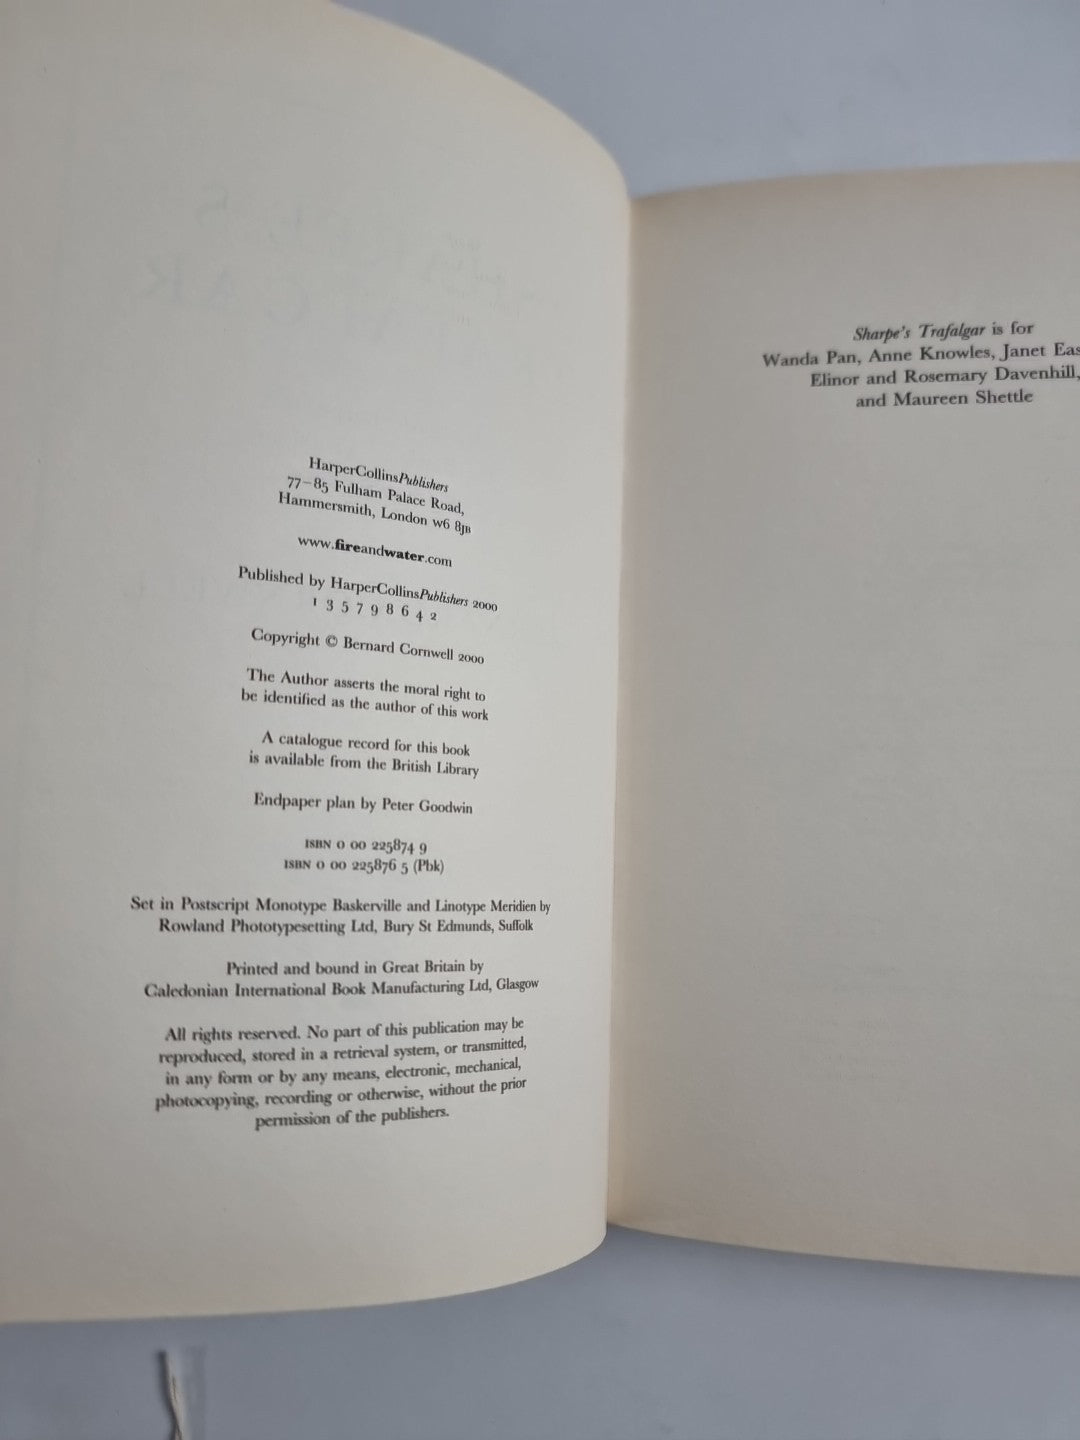 HarperCollinsPublishers
77–85 Fulham Palace Road,
Hammersmith, London W6 8JB
www.fireandwater.com
Published by HarperCollinsPublishers 2000
1 3 5 7 9 8 6 4 2
Copyright © Bernard Cornwell 2000
The Author asserts the moral right to
be identified as the author of this work
A catalogue record for this book
is available from the British Library
Endpaper plan by Peter Goodwin
ISBN 0 00 225874 9
ISBN 0 00 225876 5 (Pbk)
Set in Postscript Monotype Baskerville and Linotype Meridien by
Rowland Phototypesetting Ltd, Bury St Edmunds, Suffolk
Printed and bound in Great Britain by
Caledonian International Book Manufacturing Ltd, Glasgow
All rights reserved. No part of this publication may be
reproduced, stored in a retrieval system, or transmitted,
in any form or by any means, electronic, mechanical,
photocopying, recording or otherwise, without the prior
permission of the publishers.
Sharpe's Trafalgar is for
Wanda Pan, Anne Knowles, Janet
Elinor and Rosemary Davenhill,
and Maureen Shettle